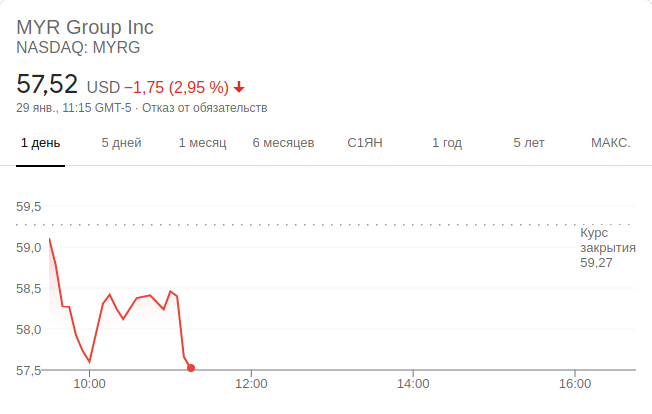 MYR Group Inc
NASDAQ: MYRG
57,52 USD −1,75 (2,95 %)
29 янв., 11:15 GMT-5 · Отказ от обязательств
1 день 5 дней 1 месяц 6 месяцев С1ЯН 1 год 5 лет МАКС.
59,5
Курс
закрытия
59,27
59,0
58,5
58,0
57,5
10:00 12:00 14:00 16:00